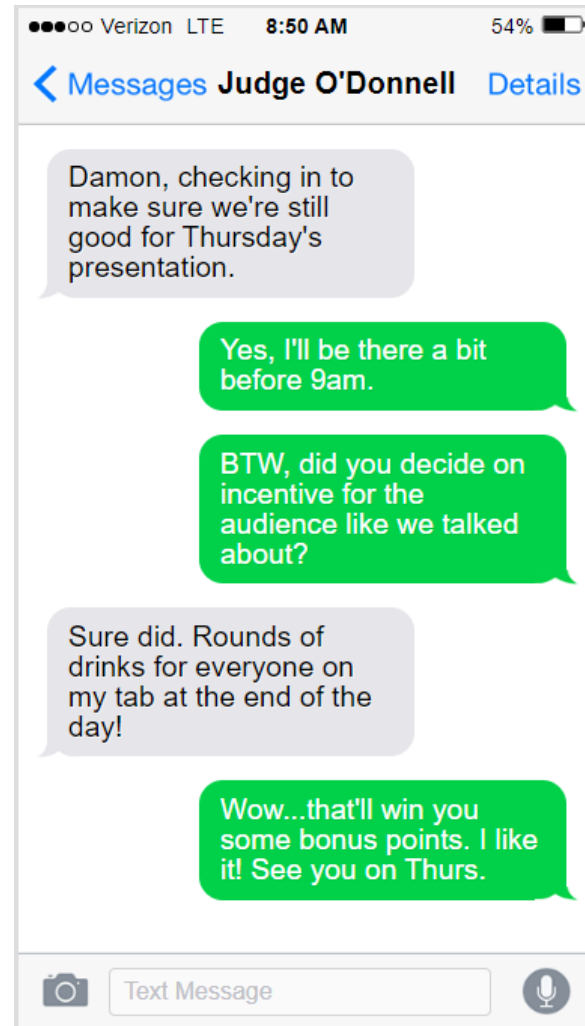 ●●●○○ Verizon LTE 8:50 AM 54%
Messages Judge O'Donnell Details
Damon, checking in to
make sure we're still
good for Thursday's
presentation.
Yes, I'll be there a bit
before 9am.
BTW, did you decide on
incentive for the
audience like we talked
about?
Sure did. Rounds of
drinks for everyone on
my tab at the end of the
day!
Wow...that'll win you
some bonus points. I like
it! See you on Thurs.
Text Message